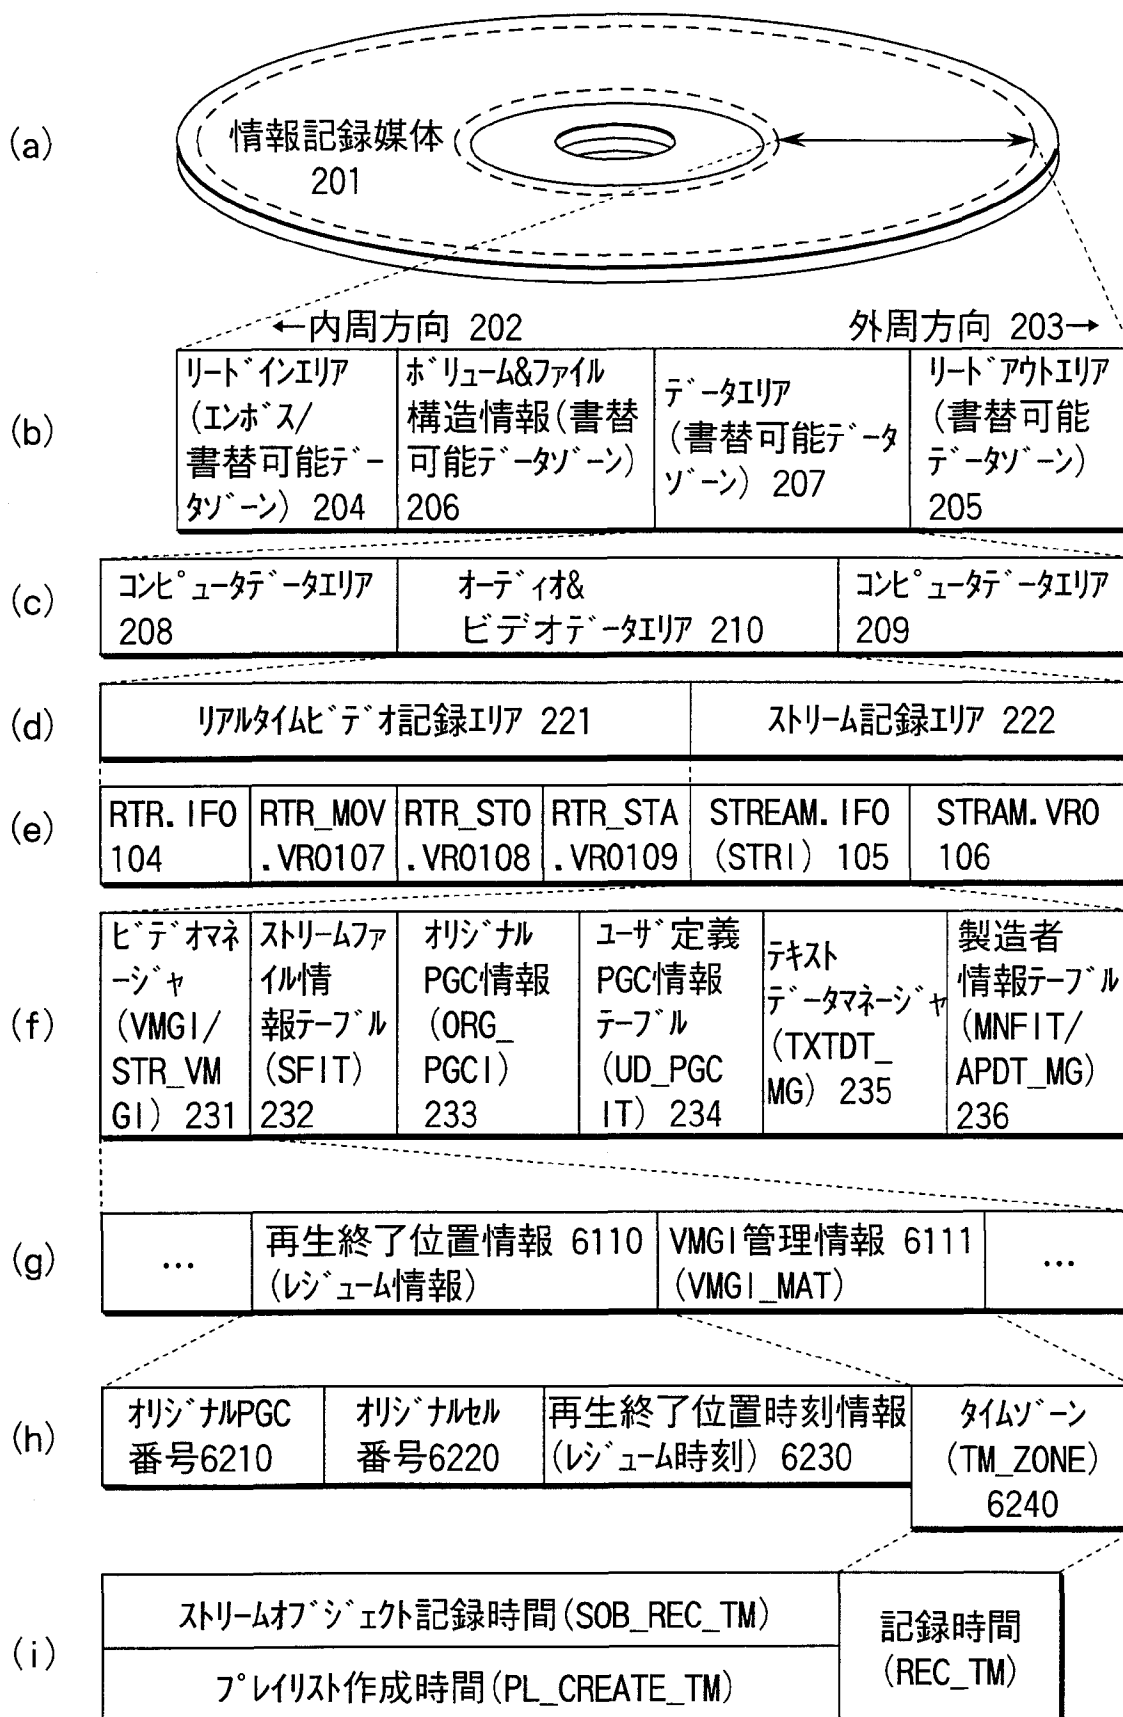 (a)
情報記録媒体
201
←内周方向 202
外周方向 203→
(b)
リードインエリア
(エンボス/
書替可能デー
タゾーン) 204
ボリューム&ファイル
構造情報(書替
可能データゾーン)
206
データエリア
(書替可能データ
ゾーン) 207
リードアウトエリア
(書替可能
データゾーン)
205
(c)
コンピュータデータエリア
208
オーディオ&
ビデオデータエリア 210
コンピュータデータエリア
209
(d)
リアルタイムビデオ記録エリア 221
ストリーム記録エリア 222
(e)
RTR.IFO
104
RTR_MOV
.VRO107
RTR_STO
.VRO108
RTR_STA
.VRO109
STREAM.IFO
(STRI) 105
STRAM.VRO
106
(f)
ビデオマネ
ージャ
(VMGI/
STR_VM
GI) 231
ストリームファ
イル情
報テーブル
(SFIT)
232
オリジナル
PGC情報
(ORG_
PGCI)
233
ユーザ定義
PGC情報
テーブル
(UD_PGC
IT) 234
テキスト
データマネージャ
(TXTDT_
MG) 235
製造者
情報テーブル
(MNFIT/
APDT_MG)
236
(g)
…
再生終了位置情報 6110
(レジューム情報)
VMGI管理情報 6111
(VMGI_MAT)
…
(h)
オリジナルPGC
番号6210
オリジナルセル
番号6220
再生終了位置時刻情報
(レジューム時刻) 6230
タイムゾーン
(TM_ZONE)
6240
(i)
ストリームオブジェクト記録時間(SOB_REC_TM)
プレイリスト作成時間(PL_CREATE_TM)
記録時間
(REC_TM)